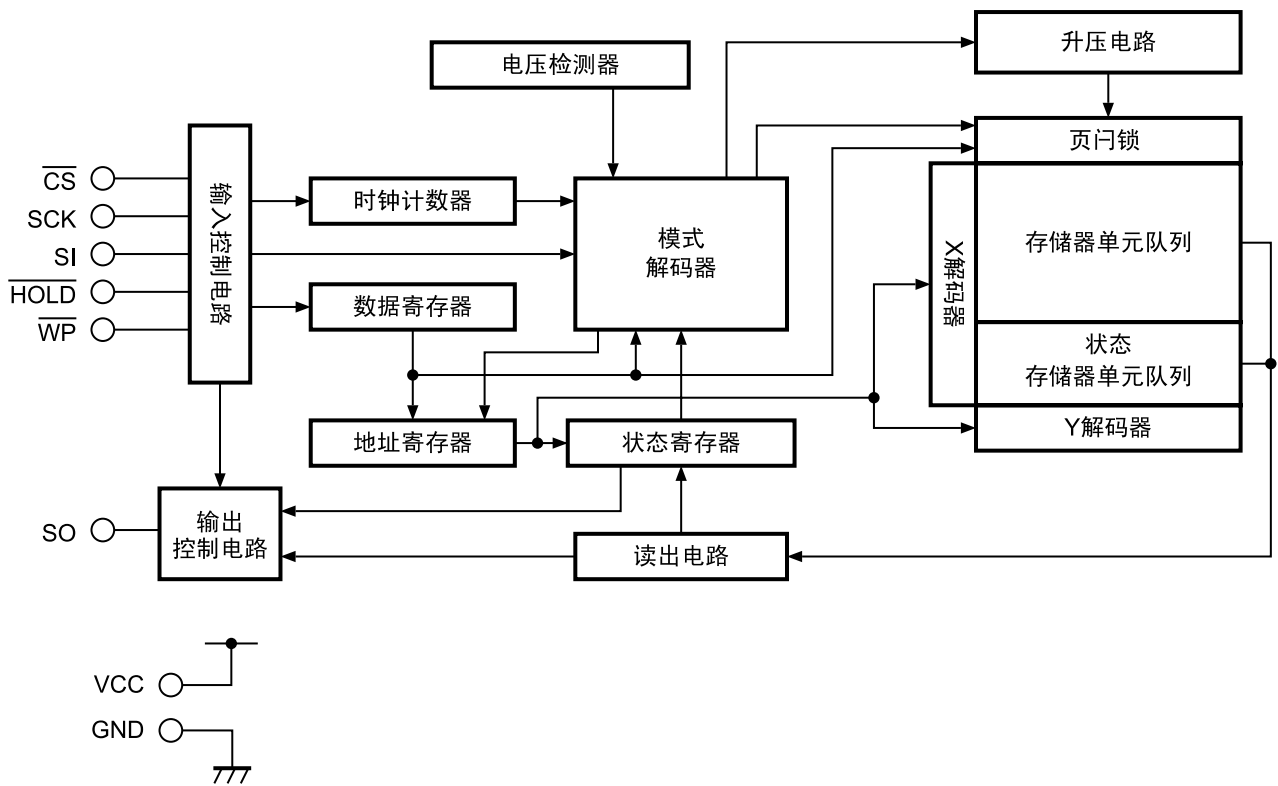 升压电路
电压检测器
页闩锁
CS
SCK
SI
HOLD
WP
输入控制电路
时钟计数器
数据寄存器
模式
解码器
X解码器
存储器单元队列
状态
存储器单元队列
Y解码器
地址寄存器
状态寄存器
SO
输出
控制电路
读出电路
VCC
GND